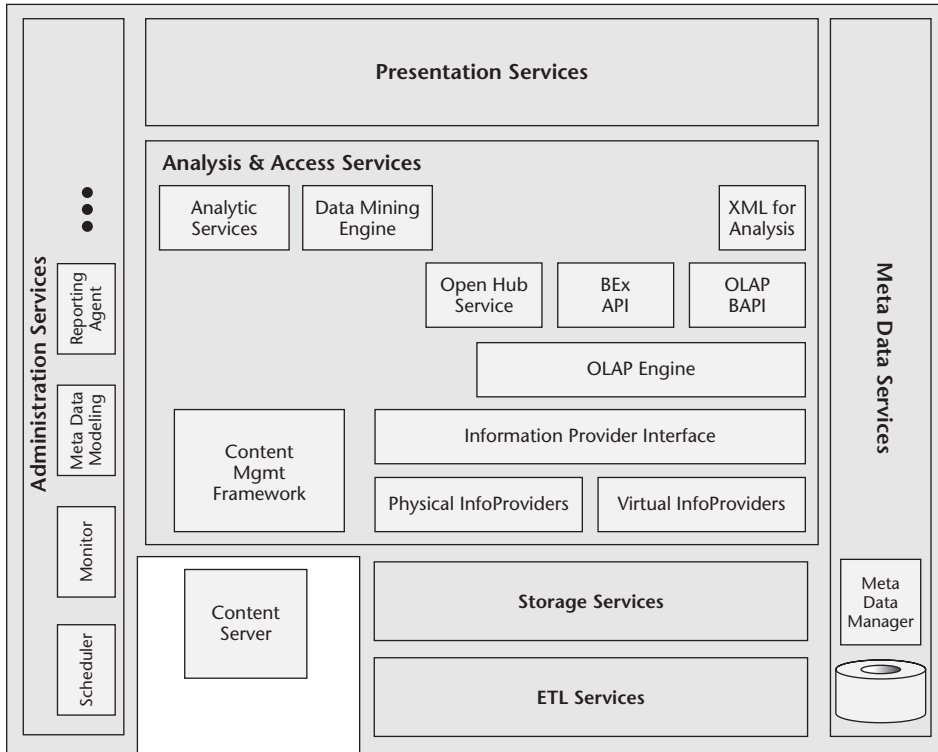 Administration Services
Reporting
Agent
Meta Data
Modeling
Monitor
Scheduler
Presentation Services
Analysis & Access Services
Analytic
Services
Data Mining
Engine
XML for
Analysis
Open Hub
Service
BEx
API
OLAP
BAPI
OLAP Engine
Content
Mgmt
Framework
Information Provider Interface
Physical InfoProviders
Virtual InfoProviders
Content
Server
Storage Services
ETL Services
Meta Data Services
Meta
Data
Manager